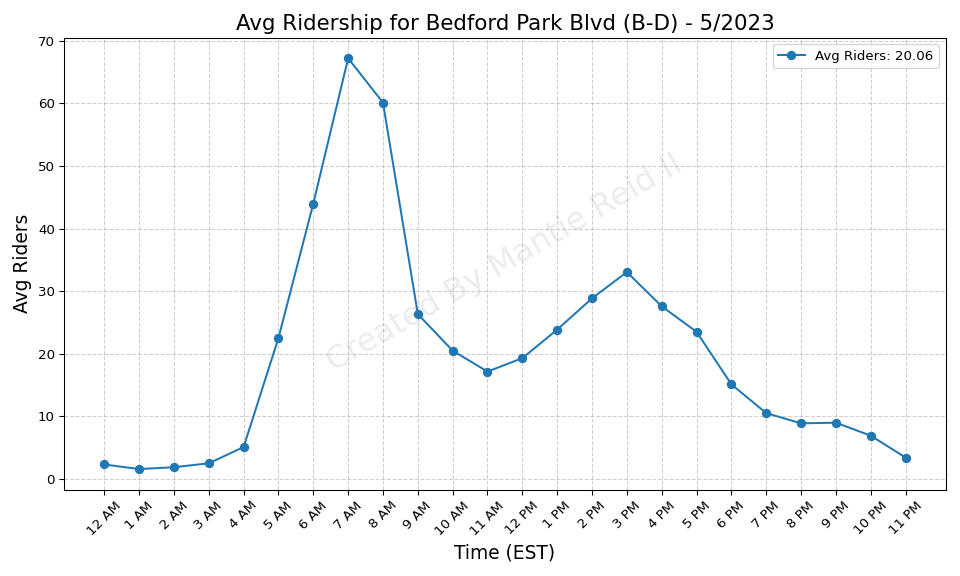 Avg Ridership for Bedford Park Blvd (B-D) - 5/2023
Avg Riders: 20.06
Avg Riders
70
60
50
40
30
20
10
0
Created By Mantle Reid II
12 AM
1 AM
2 AM
3 AM
4 AM
5 AM
6 AM
7 AM
8 AM
9 AM
10 AM
11 AM
12 PM
1 PM
2 PM
3 PM
4 PM
5 PM
6 PM
7 PM
8 PM
9 PM
10 PM
11 PM
Time (EST)